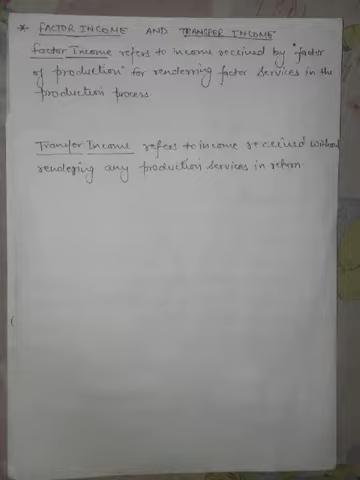 * FACTOR INCOME AND TRANSFER INCOME
Factor Income refers to income received by "factor
of production" for renderring factor services in the
production process.
Transfer Income refers to income received without
rendering any production services in return.